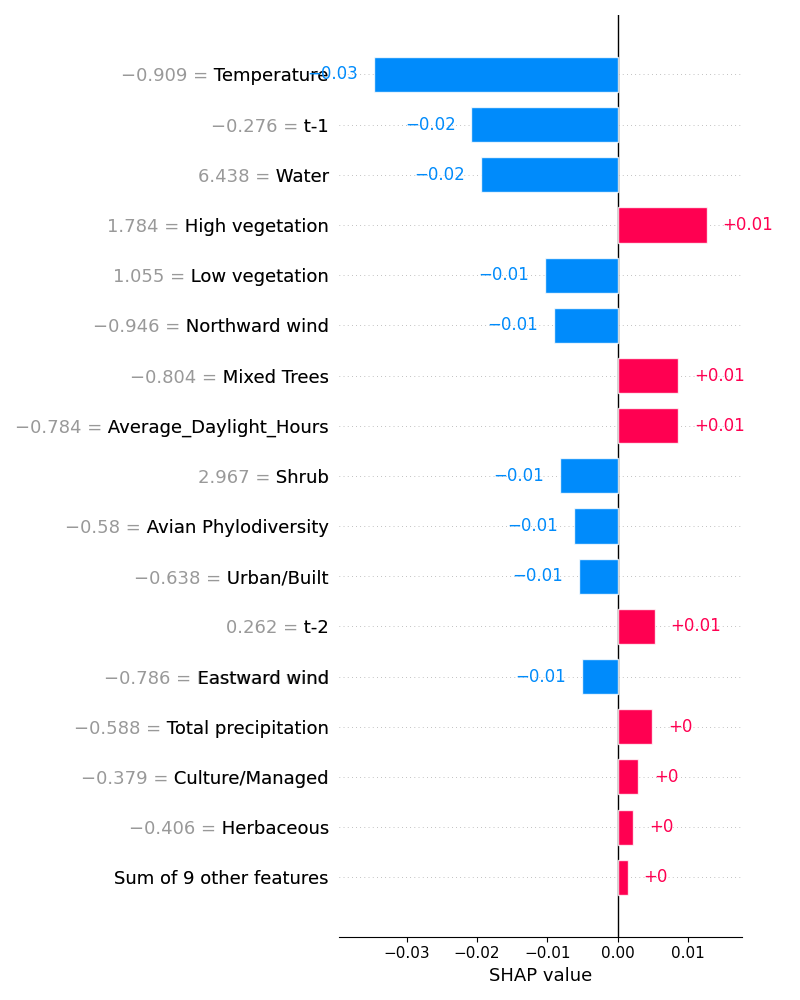 −0.909 = Temperature −0.03
−0.276 = t-1 −0.02
6.438 = Water −0.02
1.784 = High vegetation +0.01
1.055 = Low vegetation −0.01
−0.946 = Northward wind −0.01
−0.804 = Mixed Trees +0.01
−0.784 = Average_Daylight_Hours +0.01
2.967 = Shrub −0.01
−0.58 = Avian Phylodiversity −0.01
−0.638 = Urban/Built −0.01
0.262 = t-2 +0.01
−0.786 = Eastward wind −0.01
−0.588 = Total precipitation +0
−0.379 = Culture/Managed +0
−0.406 = Herbaceous +0
Sum of 9 other features +0
−0.03 −0.02 −0.01 0.00 0.01
SHAP value